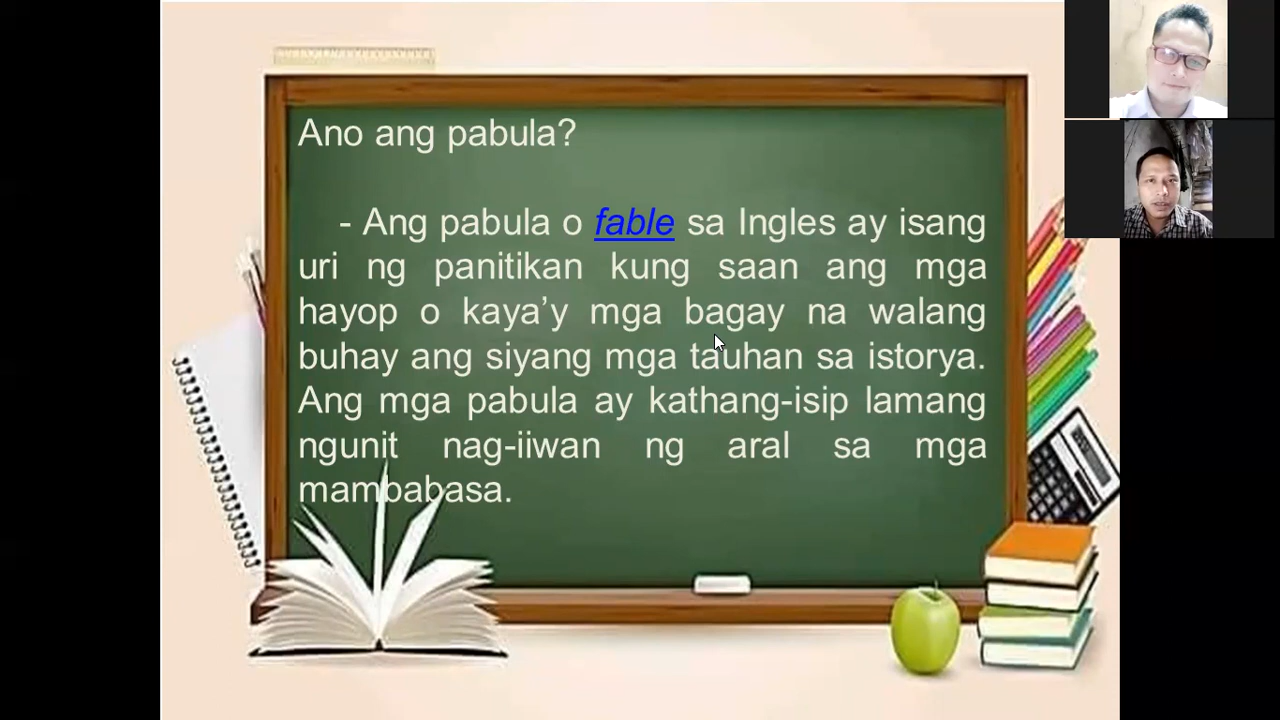 Ano ang pabula?
- Ang pabula o fable sa Ingles ay isang
uri ng panitikan kung saan ang mga
hayop o kaya’y mga bagay na walang
buhay ang siyang mga tauhan sa istorya.
Ang mga pabula ay kathang-isip lamang
ngunit nag-iiwan ng aral sa mga
mambabasa.